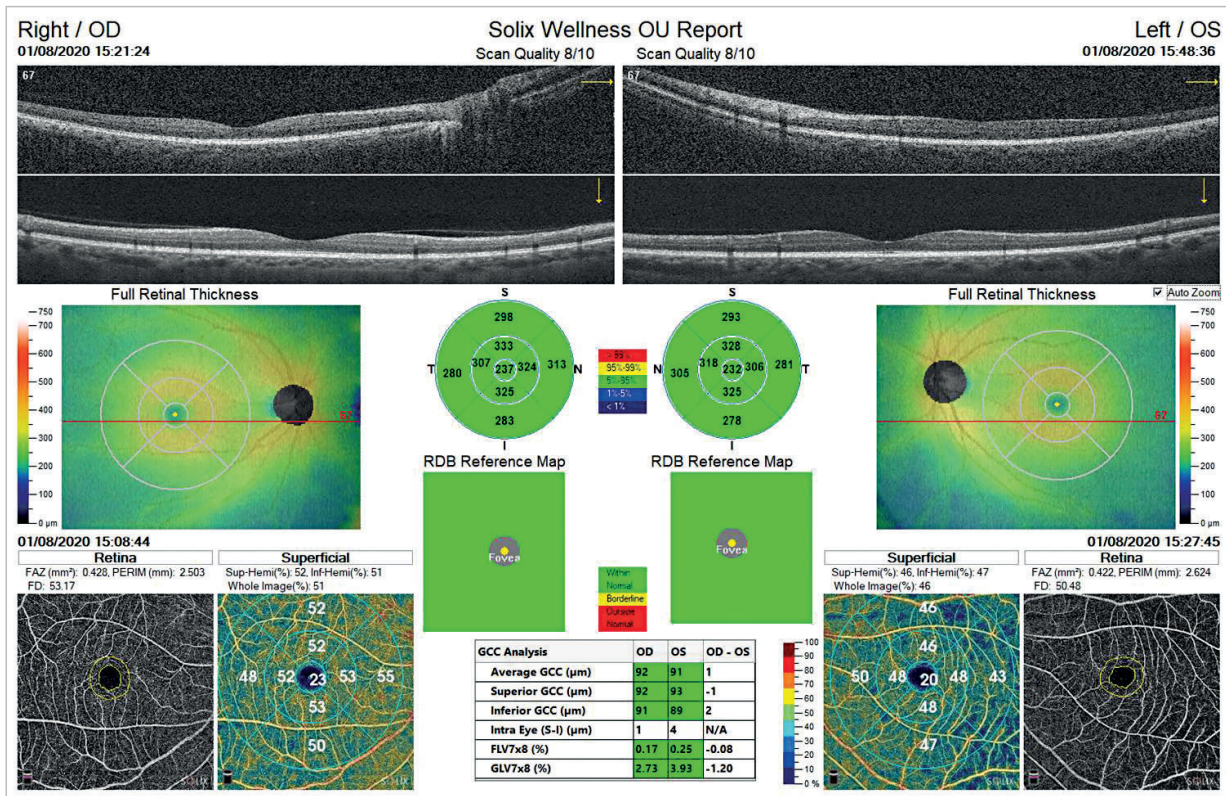 Right / OD
Solix Wellness OU Report
Left / OS
01/08/2020 15:21:24
Scan Quality 8/10
Scan Quality 8/10
01/08/2020 15:48:36
67
67
Full Retinal Thickness
Full Retinal Thickness
Auto Zoom
750
700
600
500
400
300
200
100
0 µm
67
S
298
333
280
307
237
324
313
T
N
325
283
I
> 99%
95%-99%
5%-95%
1%-5%
< 1%
S
293
328
305
318
232
306
281
N
T
325
278
I
67
750
700
600
500
400
300
200
100
0 µm
RDB Reference Map
RDB Reference Map
Fovea
Fovea
Within
Normal
Borderline
Outside
Normal
01/08/2020 15:08:44
01/08/2020 15:27:45
Retina
FAZ (mm²): 0.428, PERIM (mm): 2.503
FD: 53.17
Superficial
Sup-Hemi(%): 52, Inf-Hemi(%): 51
Whole Image(%): 51
52
52
48 52 23 53 55
53
50
SOLIX
SOLIX
GCC Analysis OD OS OD - OS
Average GCC (µm) 92 91 1
Superior GCC (µm) 92 93 -1
Inferior GCC (µm) 91 89 2
Intra Eye (S-I) (µm) 1 4 N/A
FLV7x8 (%) 0.17 0.25 -0.08
GLV7x8 (%) 2.73 3.93 -1.20
100
90
80
70
60
50
40
30
20
10
0 %
Superficial
Sup-Hemi(%): 46, Inf-Hemi(%): 47
Whole Image(%): 46
46
46
50 48 20 48 43
48
47
SOLIX
Retina
FAZ (mm²): 0.422, PERIM (mm): 2.624
FD: 50.48
SOLIX